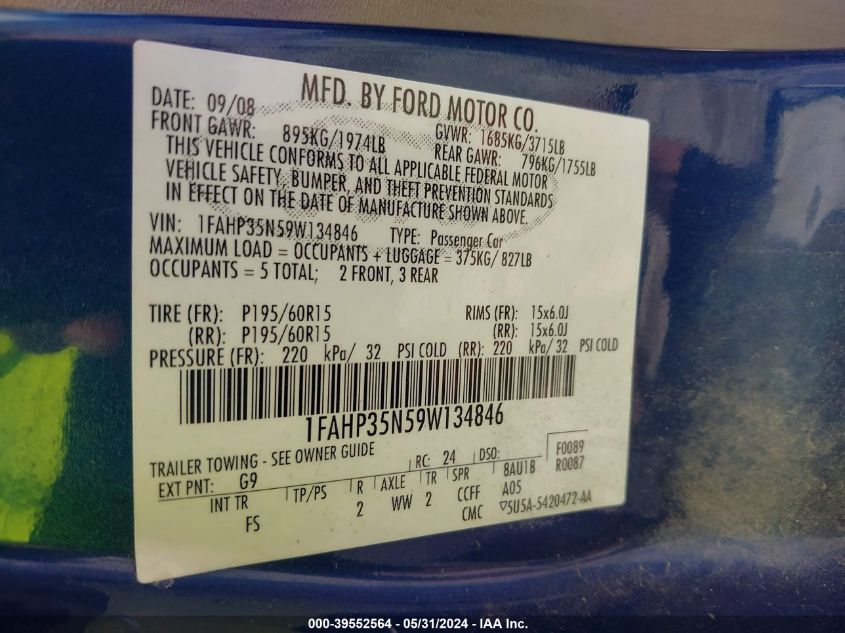 MFD. BY FORD MOTOR CO.
DATE: 09/08 GVWR: 1685KG/3715LB
FRONT GAWR: 895KG/1974LB REAR GAWR: 796KG/1755LB
THIS VEHICLE CONFORMS TO ALL APPLICABLE FEDERAL MOTOR
VEHICLE SAFETY, BUMPER, AND THEFT PREVENTION STANDARDS
IN EFFECT ON THE DATE OF MANUFACTURE SHOWN ABOVE.
VIN: 1FAHP35N59W134846 TYPE: Passenger Car
MAXIMUM LOAD = OCCUPANTS + LUGGAGE = 375KG/ 827LB
OCCUPANTS = 5 TOTAL; 2 FRONT, 3 REAR
TIRE (FR): P195/60R15 RIMS (FR): 15x6.0J
(RR): P195/60R15 (RR): 15x6.0J
PRESSURE (FR): 220 kPa/ 32 PSI COLD (RR): 220 kPa/ 32 PSI COLD
1FAHP35N59W134846
TRAILER TOWING - SEE OWNER GUIDE
F0089
EXT PNT: G9 RC: 24 DSO: R0087
INT TR TP/PS R AXLE TR SPR 8AU1B
FS 2 WW 2 CCFF A05
CMC ▽5U5A-5420472-AA
000-39552564 - 05/31/2024 - IAA Inc.